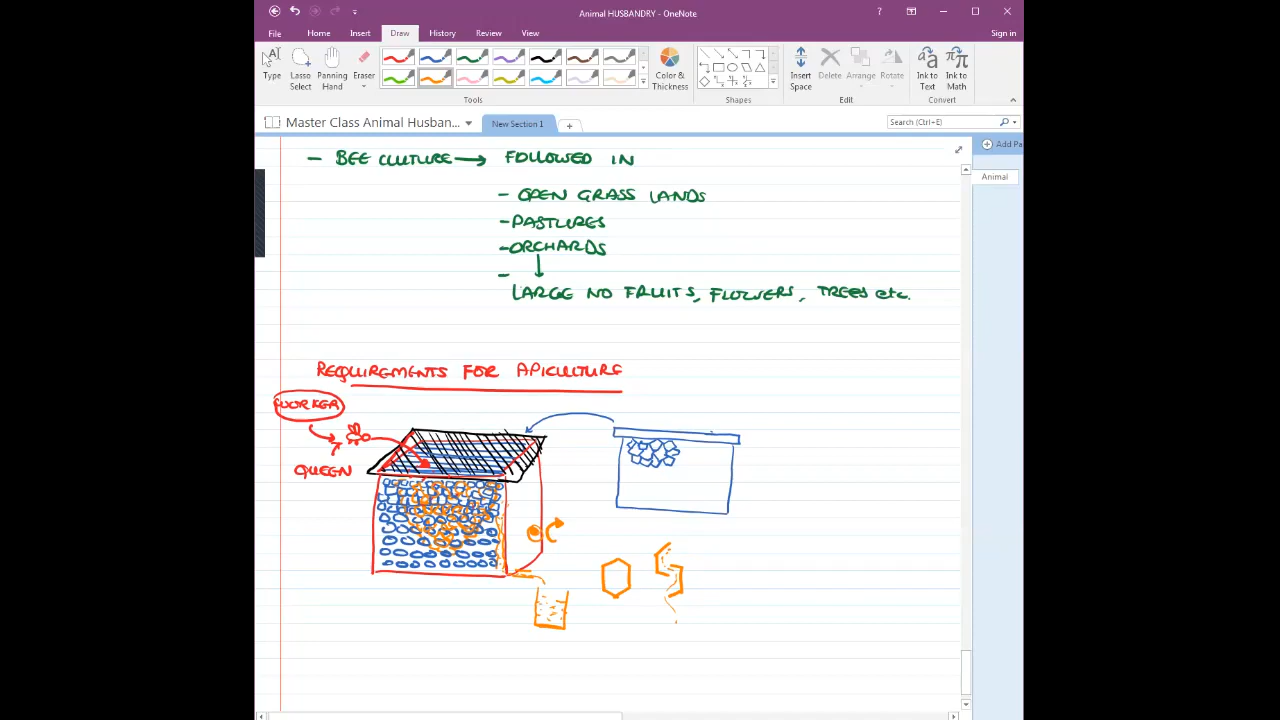 Animal HUSBANDRY - OneNote
File Home Insert Draw History Review View Sign in
Type
Lasso Select
Panning Hand
Eraser
Color & Thickness
Insert Space
Delete
Arrange
Rotate
Ink to Text
Ink to Math
Tools Shapes Edit Convert
Master Class Animal Husban...
New Section 1
Search (Ctrl+E)
Add Pa
Animal
- BEE CULTURE → FOLLOWED IN
- OPEN GRASS LANDS
- PASTURES
- ORCHARDS
-
LARGE NO FRUITS, FLOWERS, TREES etc.
REQUIREMENTS FOR APICULTURE
WORKER
QUEEN